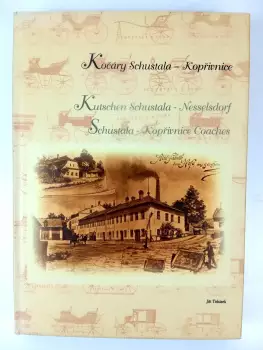 Kočáry Schustala – Kopřivnice
Kutschen Schustala - Nesselsdorf
Schustala - Kopřivnice Coaches